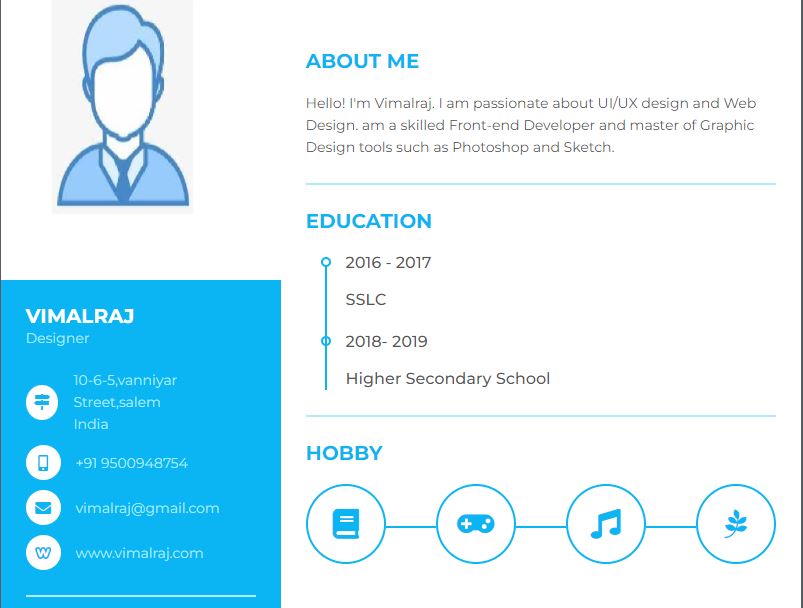 VIMALRAJ
Designer
10-6-5,vanniyar
Street,salem
India
+91 9500948754
vimalraj@gmail.com
www.vimalraj.com
ABOUT ME
Hello! I'm Vimalraj. I am passionate about UI/UX design and Web
Design. am a skilled Front-end Developer and master of Graphic
Design tools such as Photoshop and Sketch.
EDUCATION
2016 - 2017
SSLC
2018- 2019
Higher Secondary School
HOBBY